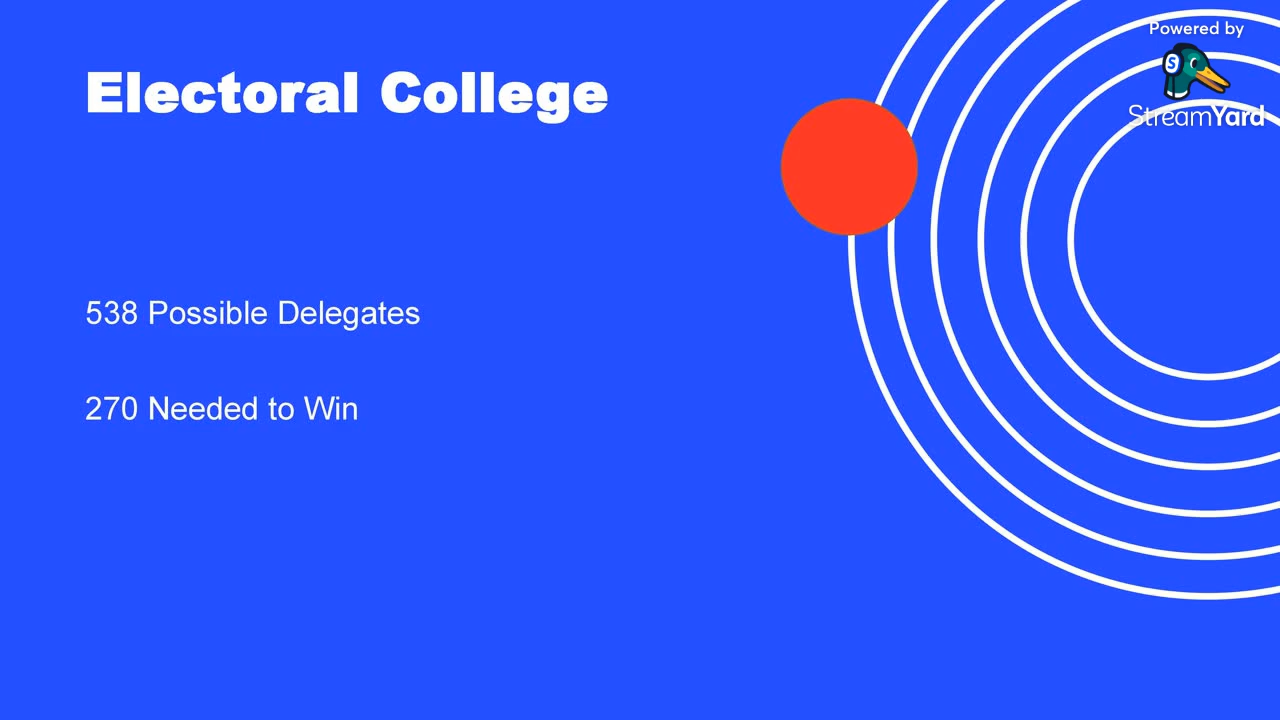 Powered by
S
StreamYard
Electoral College
538 Possible Delegates
270 Needed to Win